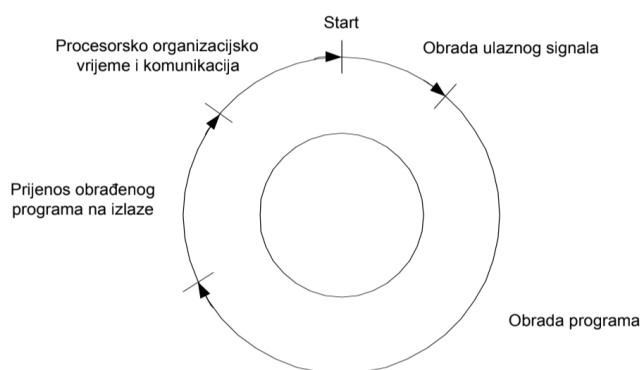 Start
Obrada ulaznog signala
Procesorsko organizacijsko
vrijeme i komunikacija
Prijenos obrađenog
programa na izlaze
Obrada programa